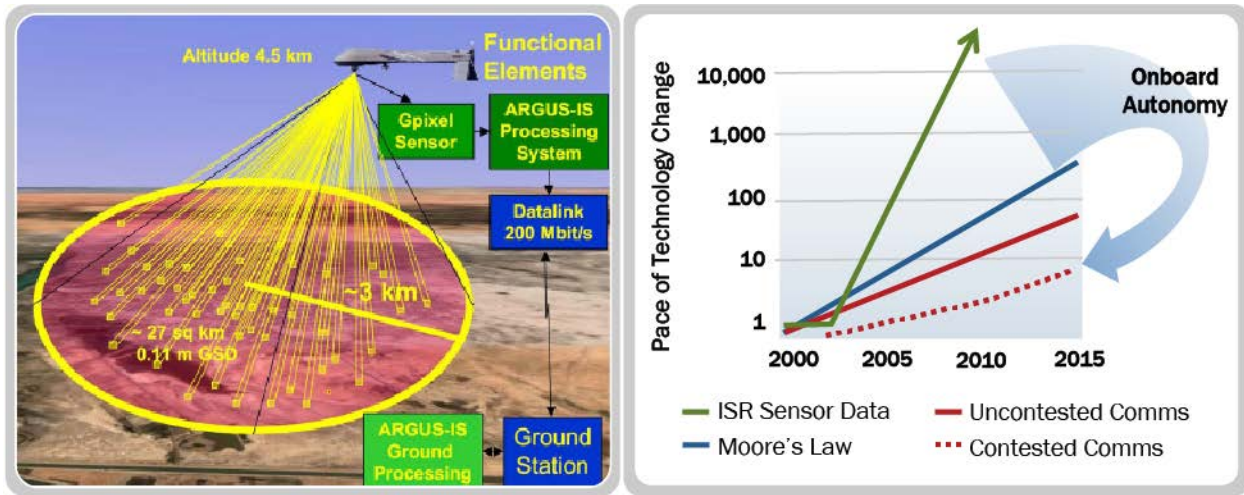 Altitude 4.5 km
Functional
Elements
Gpixel
Sensor
ARGUS-IS
Processing
System
Datalink
200 Mbit/s
~3 km
~ 27 sq km
0.11 m GSD
ARGUS-IS
Ground
Processing
Ground
Station
Pace of Technology Change
10,000
1,000
100
10
1
2000
2005
2010
2015
Onboard
Autonomy
ISR Sensor Data
Uncontested Comms
Moore's Law
Contested Comms